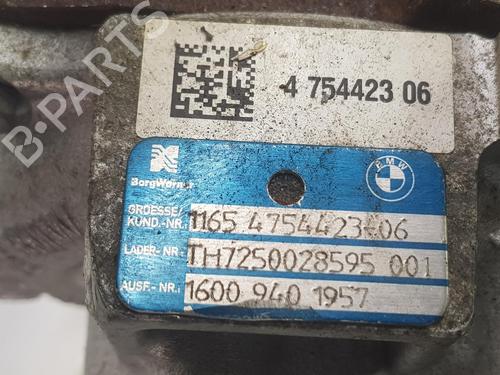 4 754423 06
B-PARTS
BorgWarner
BMW
GROESSE/
KUND.-NR.: 1165 4754423-06
LADER-NR.: TH7250028595 001
AUSF.-NR.: 1600 940 1957